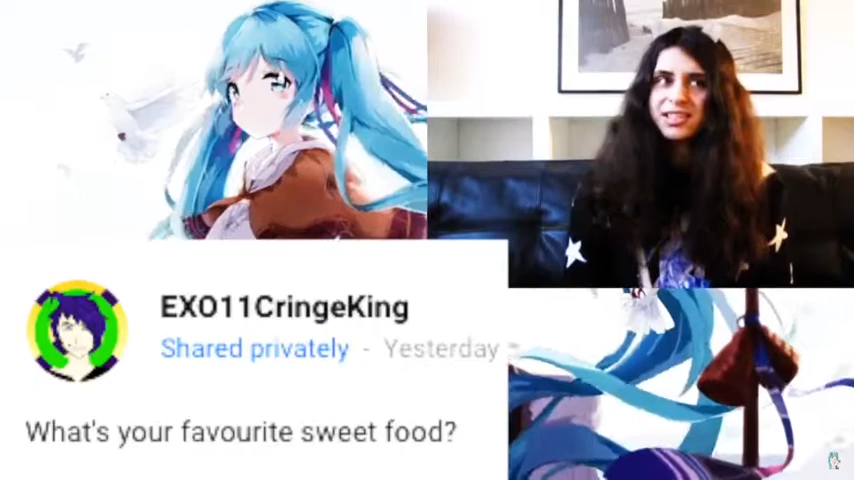 EXO11CringeKing
Shared privately - Yesterday
What's your favourite sweet food?